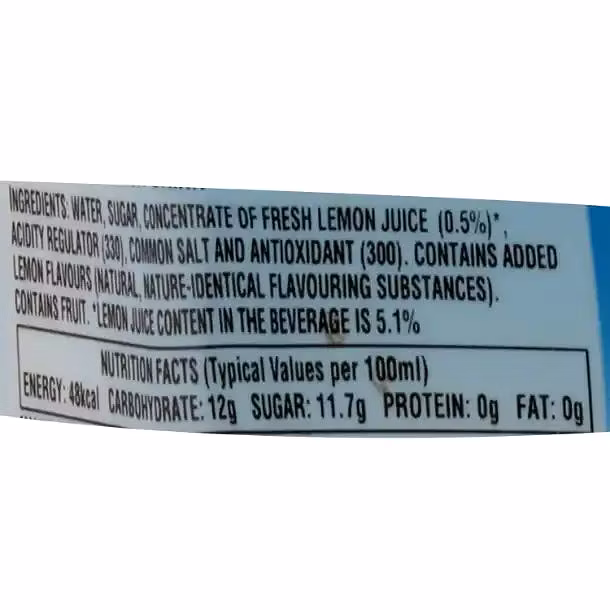 INGREDIENTS: WATER, SUGAR, CONCENTRATE OF FRESH LEMON JUICE (0.5%)*,
ACIDITY REGULATOR (330), COMMON SALT AND ANTIOXIDANT (300). CONTAINS ADDED
LEMON FLAVOURS (NATURAL, NATURE-IDENTICAL FLAVOURING SUBSTANCES).
CONTAINS FRUIT. *LEMON JUICE CONTENT IN THE BEVERAGE IS 5.1%
NUTRITION FACTS (Typical Values per 100ml)
ENERGY: 48kcal CARBOHYDRATE: 12g SUGAR: 11.7g PROTEIN: 0g FAT: 0g